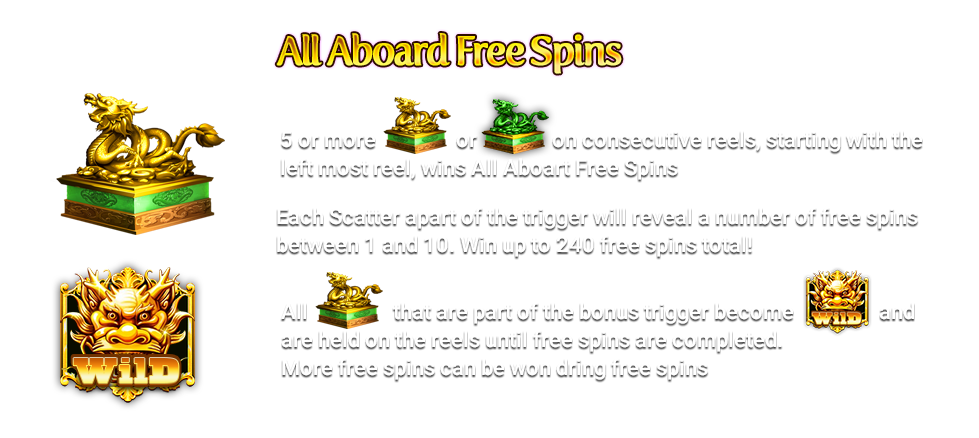 All Aboard Free Spins
5 or more or on consecutive reels, starting with the
left most reel, wins All Aboart Free Spins
Each Scatter apart of the trigger will reveal a number of free spins
between 1 and 10. Win up to 240 free spins total!
All that are part of the bonus trigger become WilD and
are held on the reels until free spins are completed.
WilD
More free spins can be won dring free spins